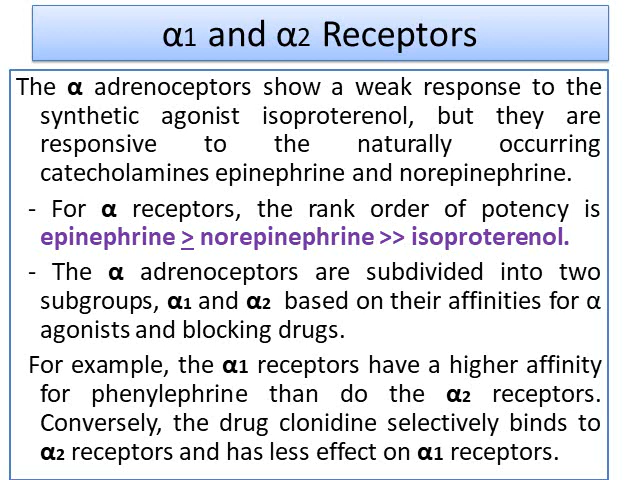 α1 and α2 Receptors
The α adrenoceptors show a weak response to the
synthetic agonist isoproterenol, but they are
responsive to the naturally occurring
catecholamines epinephrine and norepinephrine.
- For α receptors, the rank order of potency is
epinephrine ≥ norepinephrine >> isoproterenol.
- The α adrenoceptors are subdivided into two
subgroups, α1 and α2 based on their affinities for α
agonists and blocking drugs.
For example, the α1 receptors have a higher affinity
for phenylephrine than do the α2 receptors.
Conversely, the drug clonidine selectively binds to
α2 receptors and has less effect on α1 receptors.